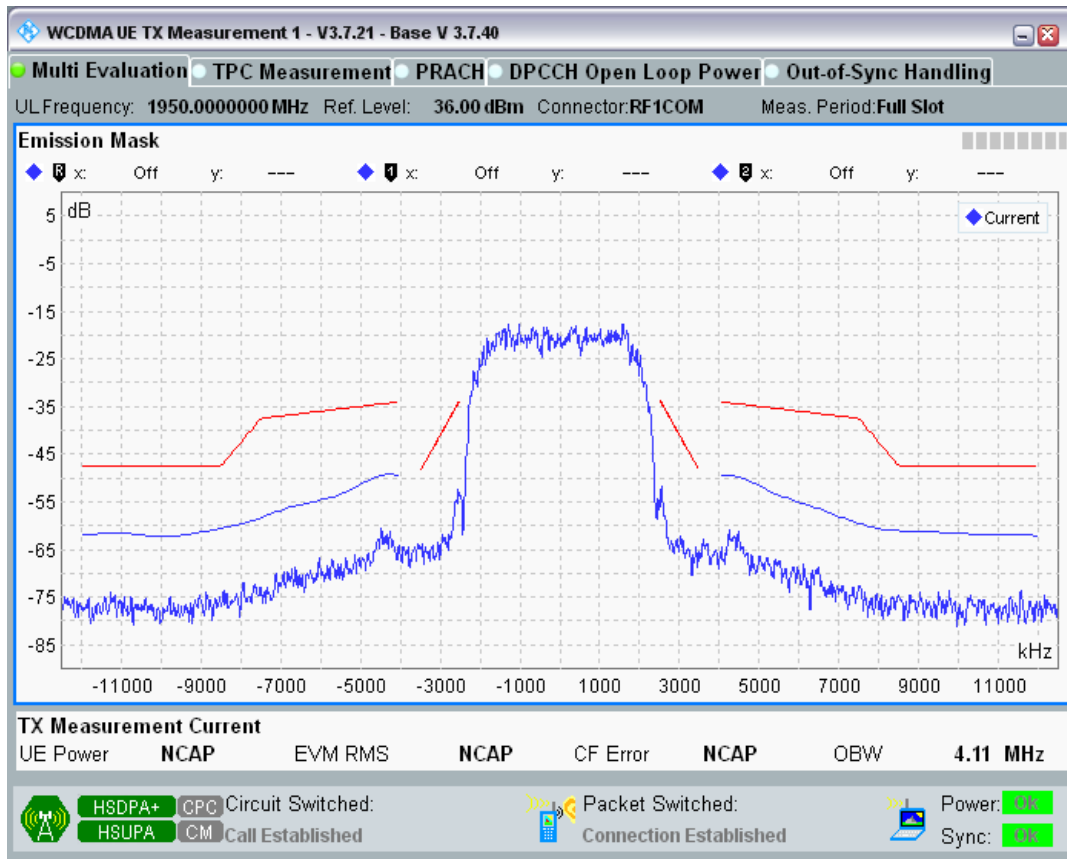 WCDMA UE TX Measurement 1 - V3.7.21 - Base V 3.7.40
Multi Evaluation TPC Measurement PRACH DPCCH Open Loop Power Out-of-Sync Handling
UL Frequency: 1950.0000000 MHz Ref. Level: 36.00 dBm Connector:RF1COM Meas. Period:Full Slot
Emission Mask
R x: Off y: --- 1 x: Off y: --- 2 x: Off y: ---
dB
Current
5
-5
-15
-25
-35
-45
-55
-65
-75
-85
kHz
-11000 -9000 -7000 -5000 -3000 -1000 1000 3000 5000 7000 9000 11000
TX Measurement Current
UE Power NCAP EVM RMS NCAP CF Error NCAP OBW 4.11 MHz
HSDPA+ CPC Circuit Switched: Packet Switched: Power: Ok
HSUPA CM Call Established Connection Established Sync: Ok